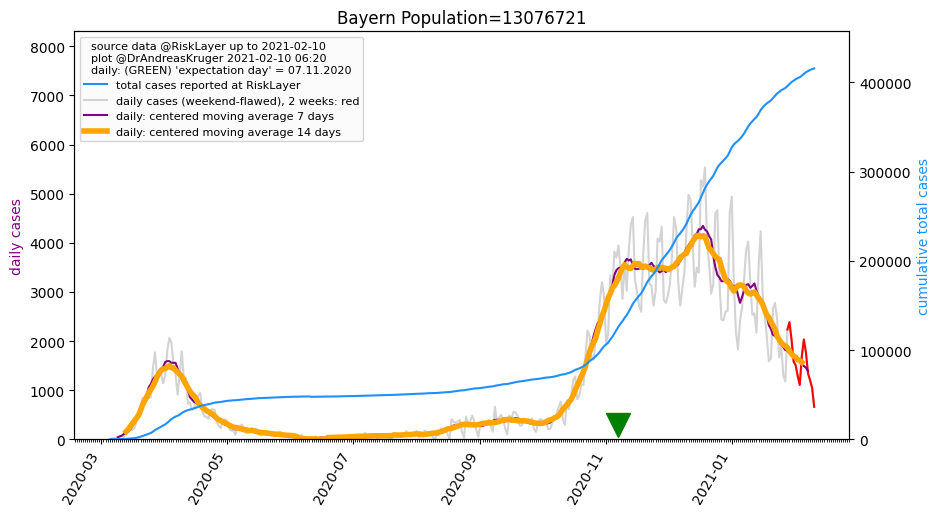 Bayern Population=13076721
source data @RiskLayer up to 2021-02-10
plot @DrAndreasKruger 2021-02-10 06:20
daily: (GREEN) 'expectation day' = 07.11.2020
total cases reported at RiskLayer
daily cases (weekend-flawed), 2 weeks: red
daily: centered moving average 7 days
daily: centered moving average 14 days
daily cases
8000
7000
6000
5000
4000
3000
2000
1000
0
400000
300000
200000
100000
0
cumulative total cases
2020-03
2020-05
2020-07
2020-09
2020-11
2021-01